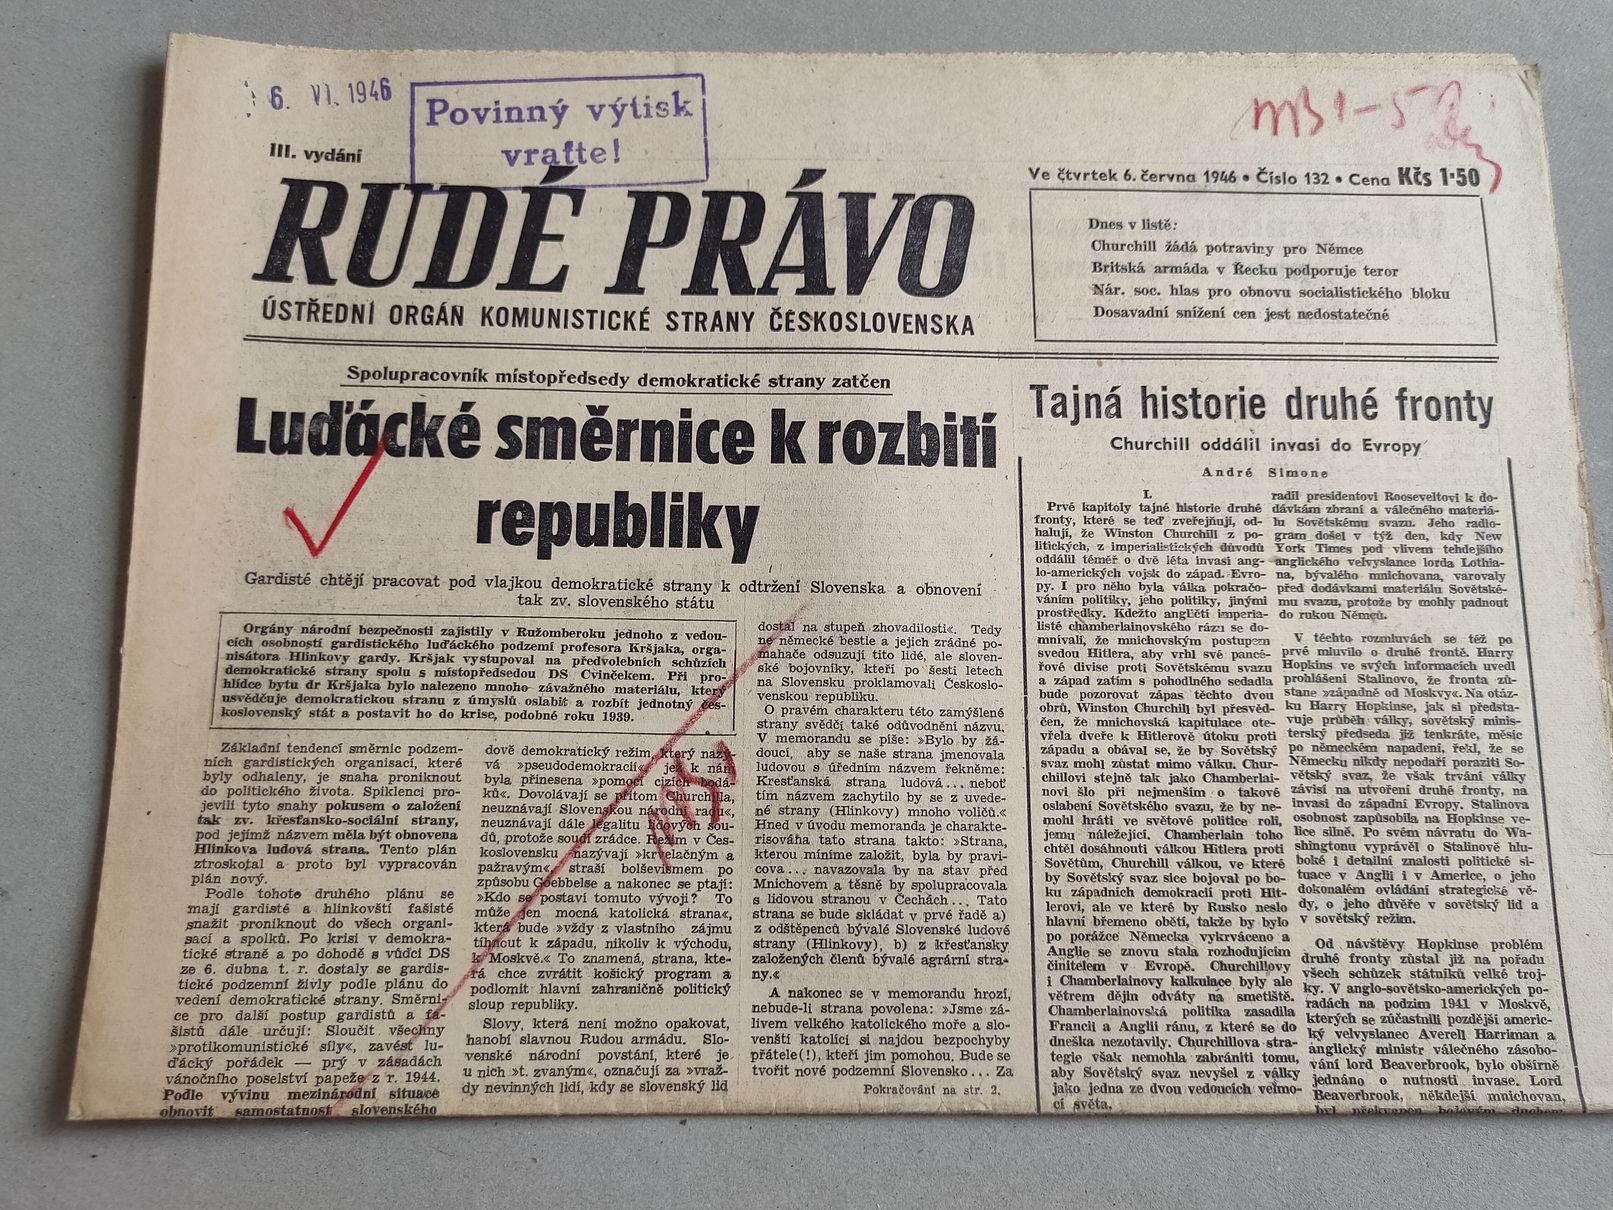 6. VI. 1946
Povinný výtisk
vraťte!
III. vydání
RUDÉ PRÁVO
ÚSTŘEDNÍ ORGÁN KOMUNISTICKÉ STRANY ČESKOSLOVENSKA
Ve čtvrtek 6. června 1946 • Číslo 132 • Cena Kčs 1·50
Dnes v listě:
Churchill žádá potraviny pro Němce
Britská armáda v Řecku podporuje teror
Nár. soc. hlas pro obnovu socialistického bloku
Dosavadní snížení cen jest nedostatečné
Spolupracovník místopředsedy demokratické strany zatčen
Luďácké směrnice k rozbití
republiky
Gardisté chtějí pracovat pod vlajkou demokratické strany k odtržení Slovenska a obnovení
tak zv. slovenského státu
Orgány národní bezpečnosti zajistily v Ružomberoku jednoho z vedou-
cích osobností gardistického luďáckého podzemí profesora Kršjaka, orga-
nisátora Hlinkovy gardy. Kršjak vystupoval na předvolebních schůzích
demokratické strany spolu s místopředsedou DS Cvinčekem. Při pro-
hlídce bytu dr Kršjaka bylo nalezeno mnoho závažného materiálu, který
usvědčuje demokratickou stranu z úmyslů oslabit a rozbít jednotný čes-
koslovenský stát a postavit ho do krise, podobné roku 1939.
Základní tendencí směrnic podzem-
ních gardistických organisací, které
byly odhaleny, je snaha proniknout
do politického života. Spiklenci pro-
jevili tyto snahy pokusem o založení
tak zv. křesťansko-sociální strany,
pod jejímž názvem měla být obnovena
Hlinkova ludová strana. Tento plán
ztroskotal a proto byl vypracován
plán nový.
Podle tohoto druhého plánu se
mají gardisté a hlinkovští fašisté
snažit proniknout do všech organi-
sací a spolků. Po krisi v demokra-
tické straně a po dohodě s vůdci DS
ze 6. dubna t. r. dostaly se gardis-
tické podzemní živly podle plánu do
vedení demokratické strany. Směrni-
ce pro další postup gardistů a fa-
šistů dále určují: Sloučit všechny
»protikomunistické síly«, zavést lu-
ďácký pořádek — prý v zásadách
vánočního poselství papeže z r. 1944.
Podle vývinu mezinárodní situace
obnovit samostatnost slovenského
dově demokratický režim, který nazý-
vá »pseudodemokracií«, jež k nám
byla přinesena »pomocí cizích bodá-
ků«. Dovolávají se přitom Churchilla,
neuznávají Slovenskou národní radu,
neuznávají dále legalitu lidových sou-
dů, protože soudí zrádce. Režim v Čes-
koslovensku nazývají »krvelačným a
pažravým«, straší bolševismem po
způsobu Goebbelse a nakonec se ptají:
»Kdo se postaví tomuto vývoji? To
může jen mocná katolická strana«,
která bude »vždy z vlastního zájmu
tíhnout k západu, nikoliv k východu,
k Moskvě.« To znamená, strana, kte-
rá chce zvrátit košický program a
podlomit hlavní zahraničně politický
sloup republiky.
Slovy, která není možno opakovat,
hanobí slavnou Rudou armádu. Slo-
venské národní povstání, které je
u nich »t. zvaným«, označují za »vraž-
dy nevinných lidí, kdy se slovenský lid
dostal na stupeň zhovadilosti«. Tedy
ne německé bestie a jejich zrádné po-
mahače odsuzují tito lidé, ale sloven-
ské bojovníky, kteří po šesti letech
na Slovensku proklamovali Českoslo-
venskou republiku.
O pravém charakteru této zamýšlené
strany svědčí také odůvodnění názvu.
V memorandu se píše: »Bylo by žá-
doucí, aby se naše strana jmenovala
ludovou s úředním názvem řekněme:
Kresťanská strana ludová... neboť
tím názvem zachytilo by se z uvede-
né strany (Hlinkovy) mnoho voličů.«
Hned v úvodu memoranda je charakte-
risováha tato strana takto: »Strana,
kterou míníme založit, byla by pravi-
cova... navazovala by na stav před
Mnichovem a těsně by spolupracovala
s lidovou stranou v Čechách... Tato
strana se bude skládat v prvé řadě a)
z odštěpenců bývalé Slovenské ludové
strany (Hlinkovy), b) z křesťansky
založených členů bývalé agrární stra-
ny.«
A nakonec se v memorandu hrozí,
nebude-li strana povolena: »Jsme zá-
livem velkého katolického moře a slo-
venští katolíci si najdou bezpochyby
přátele(!), kteří jim pomohou. Bude se
tvořit nové podzemní Slovensko... Za
Pokračování na str. 2.
Tajná historie druhé fronty
Churchill oddálil invasi do Evropy
André Simone
I.
Prvé kapitoly tajné historie druhé
fronty, které se teď zveřejňují, od-
halují, že Winston Churchill z po-
litických, z imperialistických důvodů
oddálil téměř o dvě léta invasi ang-
lo-amerických vojsk do západ. Evro-
py. I pro něho byla válka pokračo-
váním politiky, jeho politiky, jinými
prostředky. Kdežto angličtí imperia-
listé chamberlainovského rázu se do-
mnívali, že mnichovským postupem
svedou Hitlera, aby vrhl své pancé-
řové divise proti Sovětskému svazu
a západ zatím s pohodlného sedadla
bude pozorovat zápas těchto dvou
obrů, Winston Churchill byl přesvěd-
čen, že mnichovská kapitulace ote-
vřela dveře k Hitlerově útoku proti
západu a obával se, že by Sovětský
svaz mohl zůstat mimo válku. Chur-
chillovi stejně tak jako Chamberlai-
novi šlo při nejmenším o takové
oslabení Sovětského svazu, že by ne-
mohl hráti ve světové politice roli,
jemu náležející. Chamberlain toho
chtěl dosáhnouti válkou Hitlera proti
Sovětům, Churchill válkou, ve které
by Sovětský svaz sice bojoval po bo-
ku západních demokracií proti Hit-
lerovi, ale ve které by Rusko neslo
hlavní břemeno obětí, takže by bylo
po porážce Německa vykrváceno a
Anglie se znovu stala rozhodujícím
činitelem v Evropě. Churchillovy
i Chamberlainovy kalkulace byly ale
větrem dějin odváty na smetiště.
Chamberlainovská politika zasadila
Francii a Anglii ránu, z které se do
dneška nezotavily. Churchillova stra-
tegie však nemohla zabrániti tomu,
aby Sovětský svaz nevyšel z války
jako jedna ze dvou vedoucích velmo-
cí světa.
radil presidentovi Rooseveltovi k do-
dávkám zbraní a válečného materiá-
lu Sovětskému svazu. Jeho radio-
gram došel v týž den, kdy New
York Times pod vlivem tehdejšího
anglického velvyslance lorda Lothia-
na, bývalého mnichovana, varovaly
před dodávkami materiálu Sovětské-
mu svazu, protože by mohly padnout
do rukou Němců.
V těchto rozmluvách se též po
prvé mluvilo o druhé frontě. Harry
Hopkins ve svých informacích uvedl
prohlášení Stalinovo, že fronta zů-
stane »západně od Moskvy«. Na otáz-
ku Harry Hopkinse, jak si představ-
vuje průběh války, sovětský minis-
terský předseda již tenkráte, měsíc
po německém napadení, řekl, že se
Německu nikdy nepodaří poraziti So-
větský svaz, že však trvání války
závisí na utvoření druhé fronty, na
invasi do západní Evropy. Stalinova
osobnost zapůsobila na Hopkinse ve-
lice silně. Po svém návratu do Wa-
shingtonu vyprávěl o Stalinově hlu-
boké i detailní znalosti politické si-
tuace v Anglii i v Americe, o jeho
dokonalém ovládání strategické vě-
dy, o jeho důvěře v sovětský lid a
v sovětský režim.
Od návštěvy Hopkinse problém
druhé fronty zůstal již na pořadu
všech schůzek státníků velké troj-
ky. V anglo-sovětsko-amerických po-
radách na podzim 1941 v Moskvě,
kterých se zúčastnili pozdější americ-
ký velvyslanec Averell Harriman a
anglický ministr válečného zásobo-
vání lord Beaverbrook, bylo obšírně
jednáno o nutnosti invase. Lord
Beaverbrook, někdejší mnichovan,
byl překvapen bojovým duchem